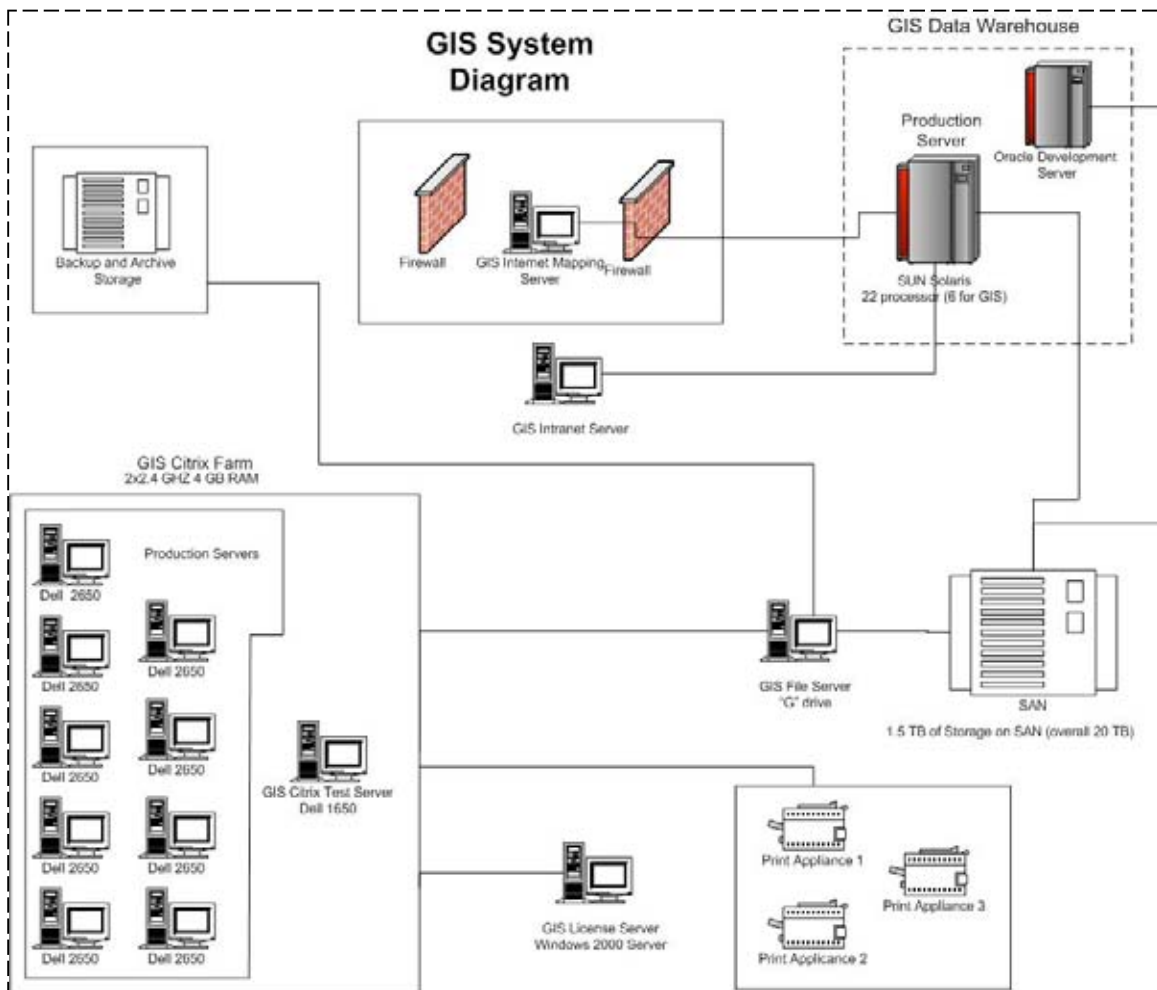 GIS System
Diagram
GIS Data Warehouse
Production
Server
Oracle Development
Server
SUN Solaris
22 processor (6 for GIS)
Backup and Archive
Storage
Firewall
GIS Internet Mapping
Server
Firewall
GIS Intranet Server
GIS Citrix Farm
2x2.4 GHZ 4 GB RAM
Production Servers
Dell 2650
Dell 2650
Dell 2650
Dell 2650
Dell 2650
Dell 2650
Dell 2650
Dell 2650
Dell 2650
GIS Citrix Test Server
Dell 1650
GIS File Server
"G" drive
SAN
1.5 TB of Storage on SAN (overall 20 TB)
GIS License Server
Windows 2000 Server
Print Appliance 1
Print Appliance 3
Print Applicance 2